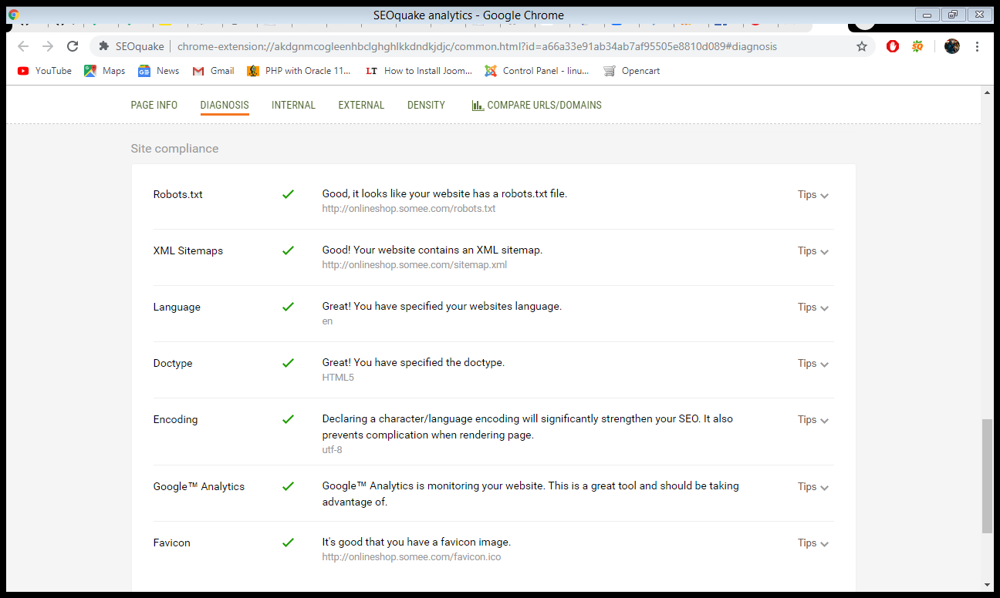 SEOquake analytics - Google Chrome
SEOquake chrome-extension://akdgnmcogleenhbclghghlkkdndkjdjc/common.html?id=a66a33e91ab34ab7af95505e8810d089#diagnosis
YouTube Maps News Gmail PHP with Oracle 11... LT How to Install Joom... Control Panel - linu... Opencart
PAGE INFO DIAGNOSIS INTERNAL EXTERNAL DENSITY COMPARE URLS/DOMAINS
Site compliance
Robots.txt Good, it looks like your website has a robots.txt file. Tips
http://onlineshop.somee.com/robots.txt
XML Sitemaps Good! Your website contains an XML sitemap. Tips
http://onlineshop.somee.com/sitemap.xml
Language Great! You have specified your websites language. Tips
en
Doctype Great! You have specified the doctype. Tips
HTML5
Encoding Declaring a character/language encoding will significantly strengthen your SEO. It also Tips
prevents complication when rendering page.
utf-8
Google™ Analytics Google™ Analytics is monitoring your website. This is a great tool and should be taking Tips
advantage of.
Favicon It's good that you have a favicon image. Tips
http://onlineshop.somee.com/favicon.ico